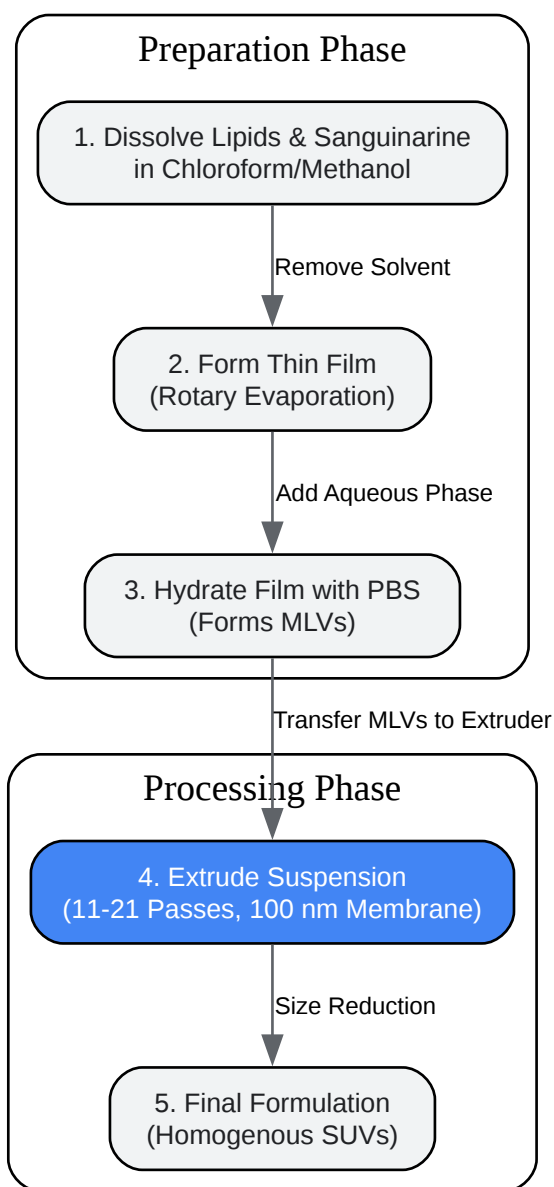 Preparation Phase
1. Dissolve Lipids & Sanguinarine
in Chloroform/Methanol
Remove Solvent
2. Form Thin Film
(Rotary Evaporation)
Add Aqueous Phase
3. Hydrate Film with PBS
(Forms MLVs)
Transfer MLVs to Extruder
Processing Phase
4. Extrude Suspension
(11-21 Passes, 100 nm Membrane)
Size Reduction
5. Final Formulation
(Homogenous SUVs)